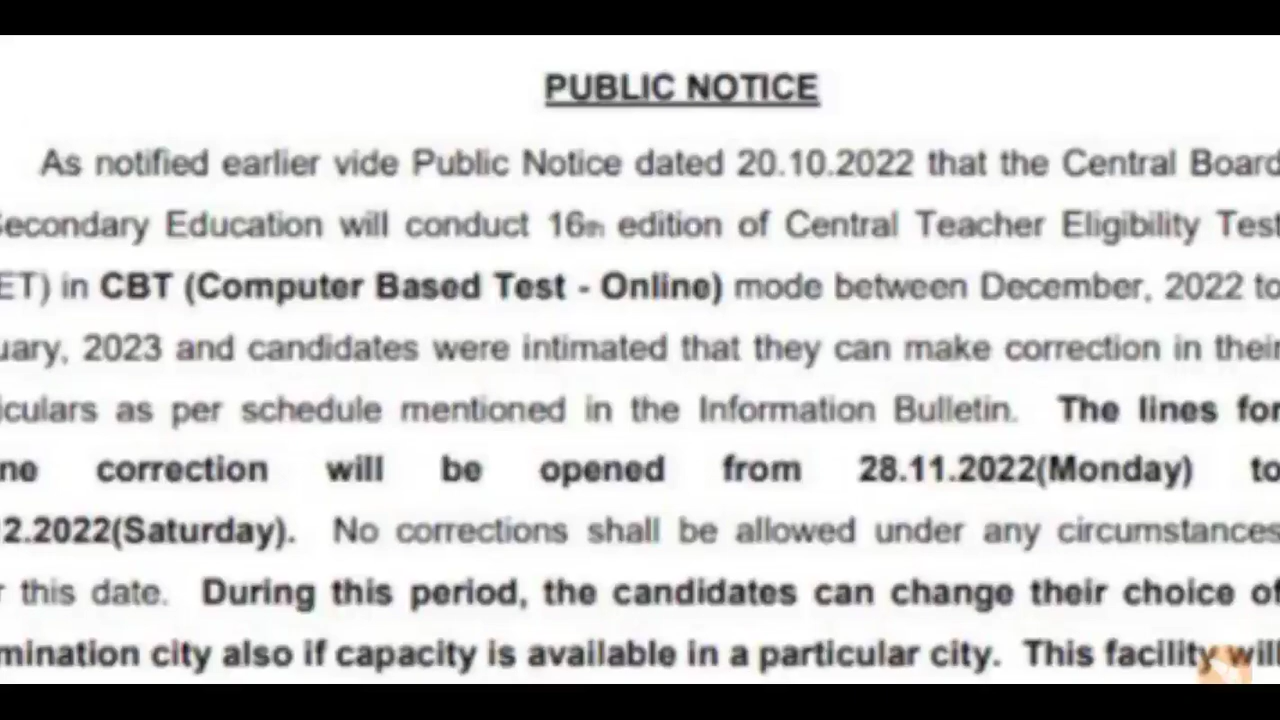 PUBLIC NOTICE
As notified earlier vide Public Notice dated 20.10.2022 that the Central Board
Secondary Education will conduct 16th edition of Central Teacher Eligibility Test
ET) in CBT (Computer Based Test - Online) mode between December, 2022 to
uary, 2023 and candidates were intimated that they can make correction in their
iculars as per schedule mentioned in the Information Bulletin. The lines for
ne correction will be opened from 28.11.2022(Monday) to
2.2022(Saturday). No corrections shall be allowed under any circumstances
r this date. During this period, the candidates can change their choice of
mination city also if capacity is available in a particular city. This facility will